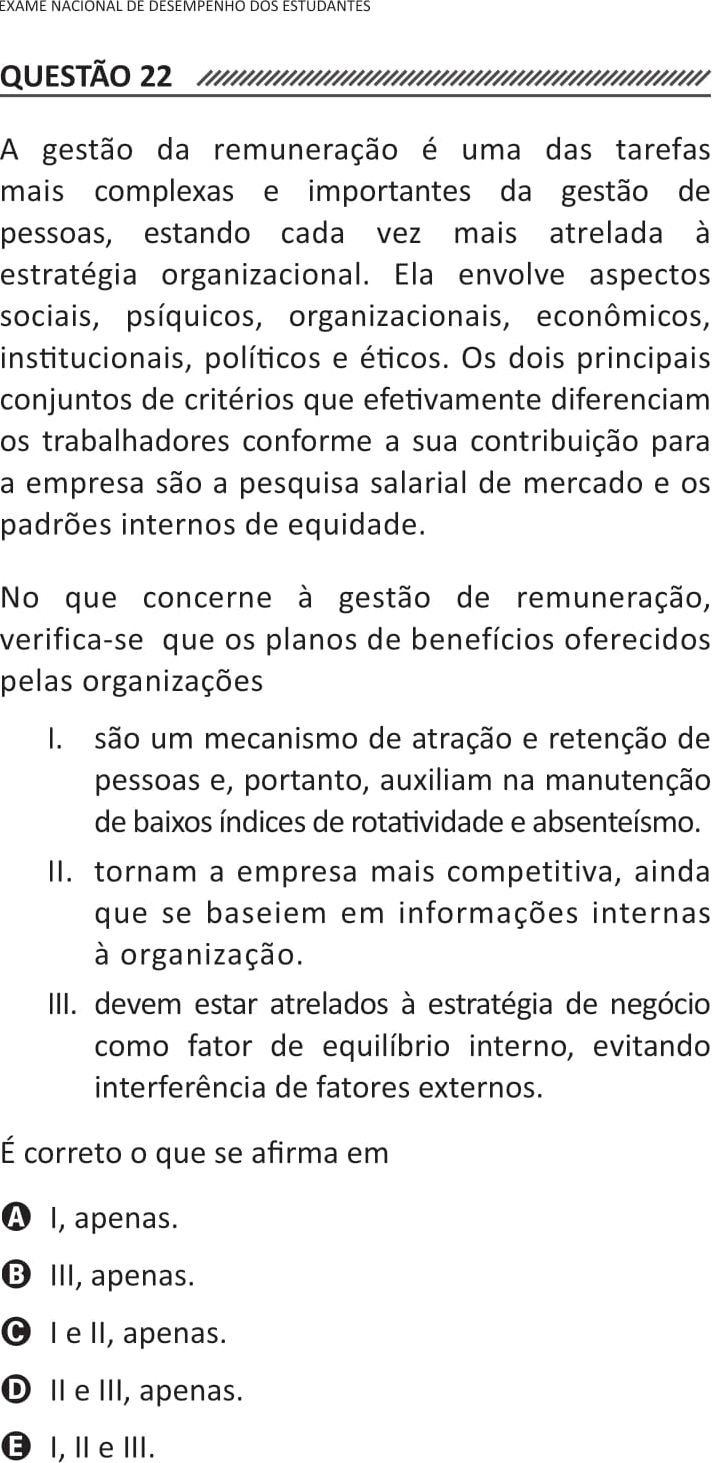 EXAME NACIONAL DE DESEMPENHO DOS ESTUDANTES
QUESTÃO 22
A gestão da remuneração é uma das tarefas
mais complexas e importantes da gestão de
pessoas, estando cada vez mais atrelada à
estratégia organizacional. Ela envolve aspectos
sociais, psíquicos, organizacionais, econômicos,
institucionais, políticos e éticos. Os dois principais
conjuntos de critérios que efetivamente diferenciam
os trabalhadores conforme a sua contribuição para
a empresa são a pesquisa salarial de mercado e os
padrões internos de equidade.
No que concerne à gestão de remuneração,
verifica-se que os planos de benefícios oferecidos
pelas organizações
I. são um mecanismo de atração e retenção de
pessoas e, portanto, auxiliam na manutenção
de baixos índices de rotatividade e absenteísmo.
II. tornam a empresa mais competitiva, ainda
que se baseiem em informações internas
à organização.
III. devem estar atrelados à estratégia de negócio
como fator de equilíbrio interno, evitando
interferência de fatores externos.
É correto o que se afirma em
A I, apenas.
B III, apenas.
C I e II, apenas.
D II e III, apenas.
E I, II e III.